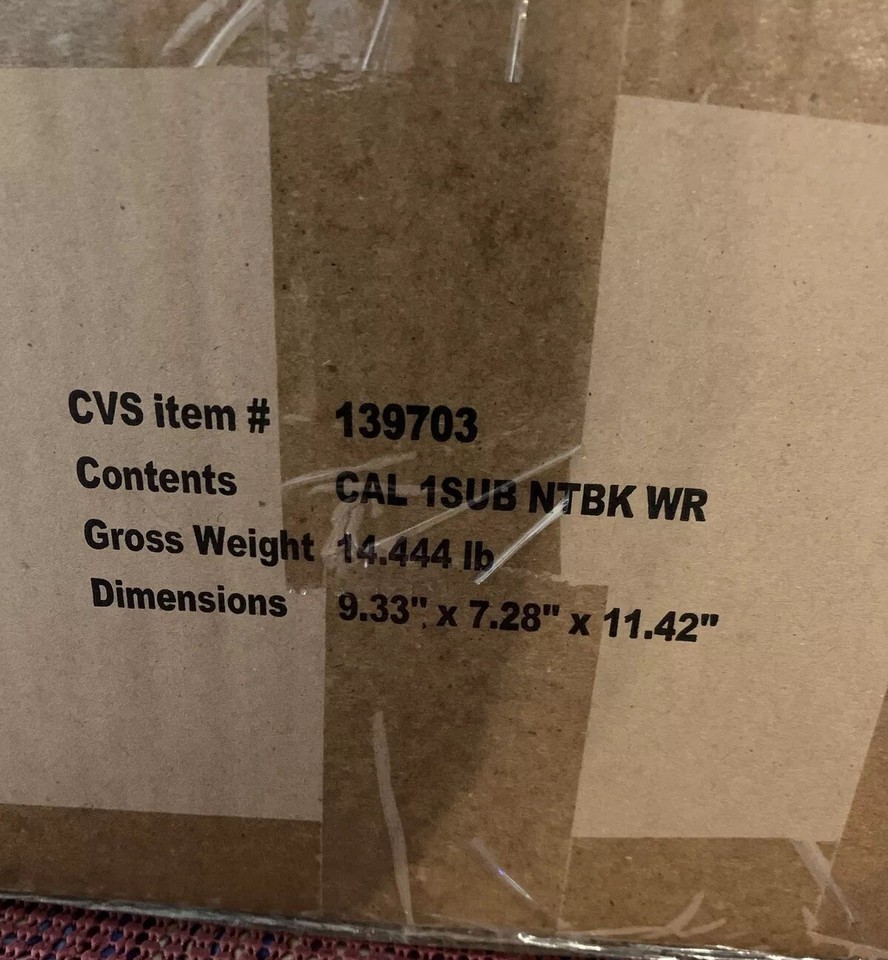 CVS item # 139703
Contents CAL 1SUB NTBK WR
Gross Weight 14.444 lb
Dimensions 9.33" x 7.28" x 11.42"